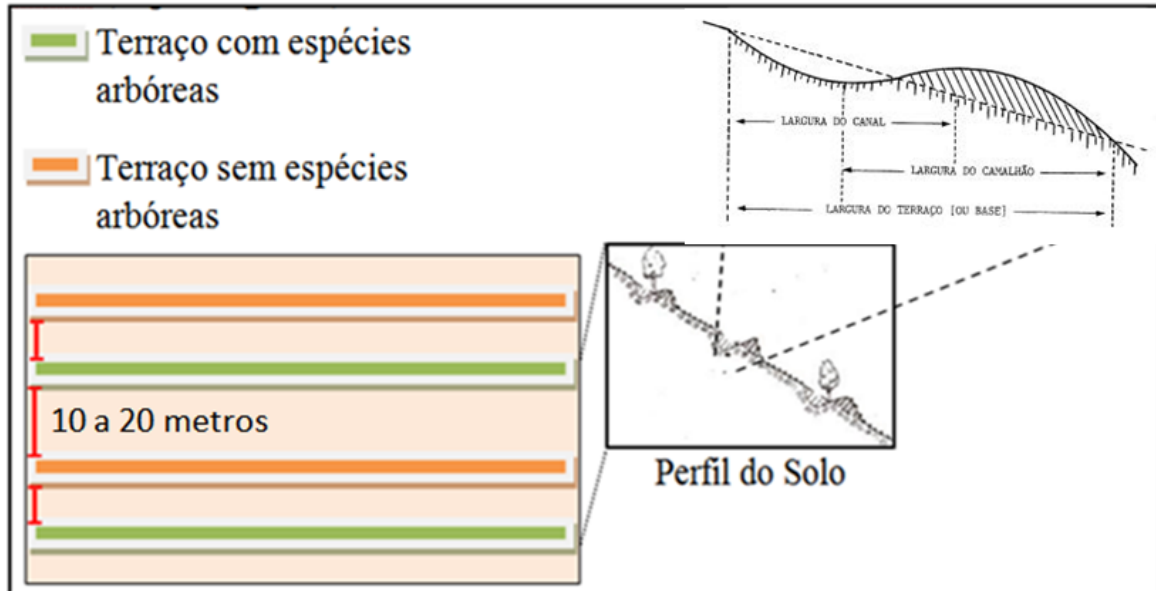 Terraço com espécies
arbóreas
Terraço sem espécies
arbóreas
LARGURA DO CANAL
LARGURA DO CAMALHÃO
LARGURA DO TERRAÇO [OU BASE]
10 a 20 metros
Perfil do Solo